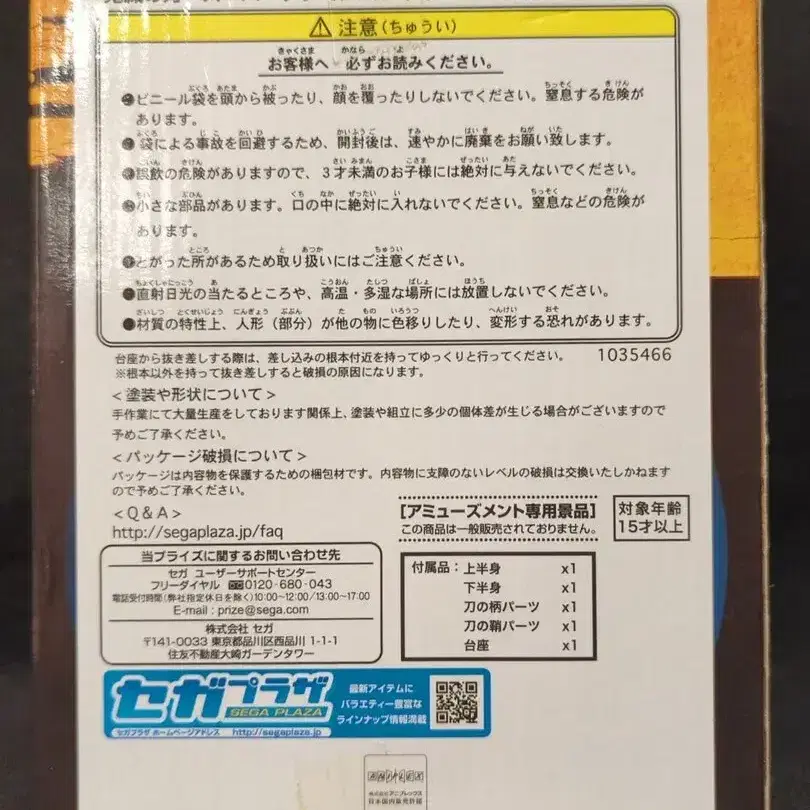 ⚠注意(ちゅうい)
お客様へ 必ずお読みください。
●ビニール袋を頭から被ったり、顔を覆ったりしないでください。窒息する危険が
あります。
袋による事故を回避するため、開封後は、速やかに廃棄をお願い致します。
●誤飲の危険がありますので、3才未満のお子様には絶対に与えないでください。
●小さな部品があります。口の中に絶対に入れないでください。窒息などの危険が
あります。
●とがった所があるため取り扱いにはご注意ください。
●直射日光の当たるところや、高温・多湿な場所には放置しないでください。
●材質の特性上、人形(部分)が他の物に色移りしたり、変形する恐れがあります。
台座から抜き差しする際は、差し込みの根本付近を持ってゆっくりと行ってください。 1035466
※根本以外を持って抜き差しすると破損の原因になります。
<塗装や形状について>
手作業にて大量生産をしております関係上、塗装や組立に多少の個体差が生じる場合がございますので
予めご了承ください。
<パッケージ破損について>
パッケージは内容物を保護するための梱包材です。内容物に支障のないレベルの破損は交換いたしかねます
ので予めご了承ください。
<Q&A>
http://segaplaza.jp/faq
[アミューズメント専用景品]
この商品は一般販売されておりません。
対象年齢
15才以上
当プライズに関するお問い合わせ先
セガ ユーザーサポートセンター
フリーダイヤル 0120-680-043
電話受付時間(弊社指定休日を除く)10:00~12:00/13:00~17:00
E-mail : prize@sega.com
株式会社 セガ
〒141-0033 東京都品川区西品川 1-1-1
住友不動産大崎ガーデンタワー
付属品:上半身 x1
下半身 x1
刀の柄パーツ x1
刀の鞘パーツ x1
台座 x1
セガプラザ
SEGA PLAZA
セガプラザ ホームページアドレス http://segaplaza.jp
最新アイテムに
バラエティー豊富な
ラインナップ情報満載
株式会社アニプレックス
日本国内販売許諾